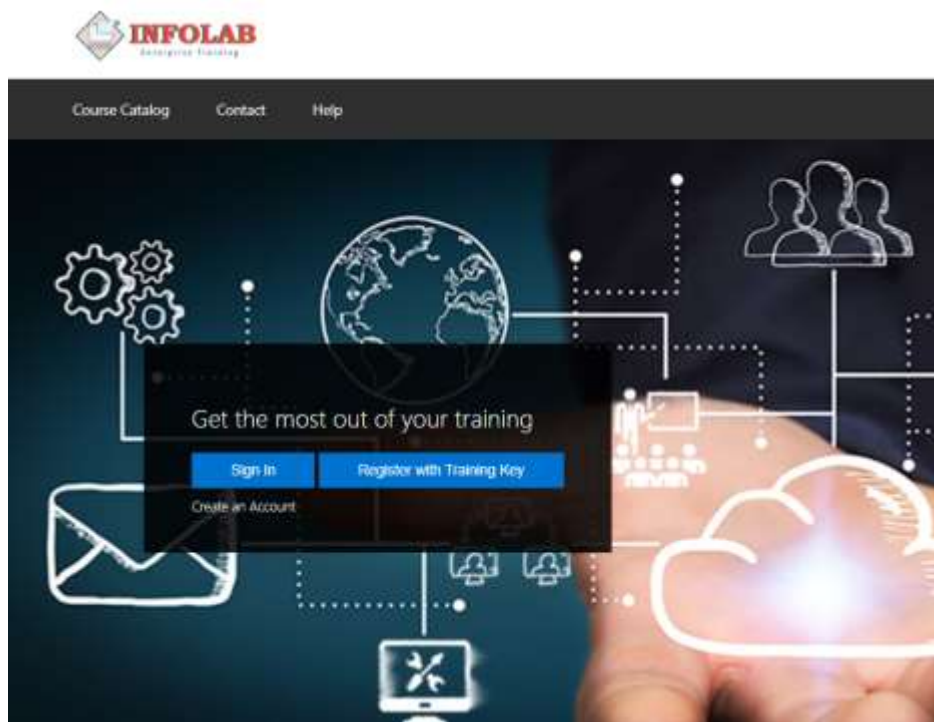 INFOLAB
Enterprise Training
Course Catalog Contact Help
Get the most out of your training
Sign In Register with Training Key
Create an Account